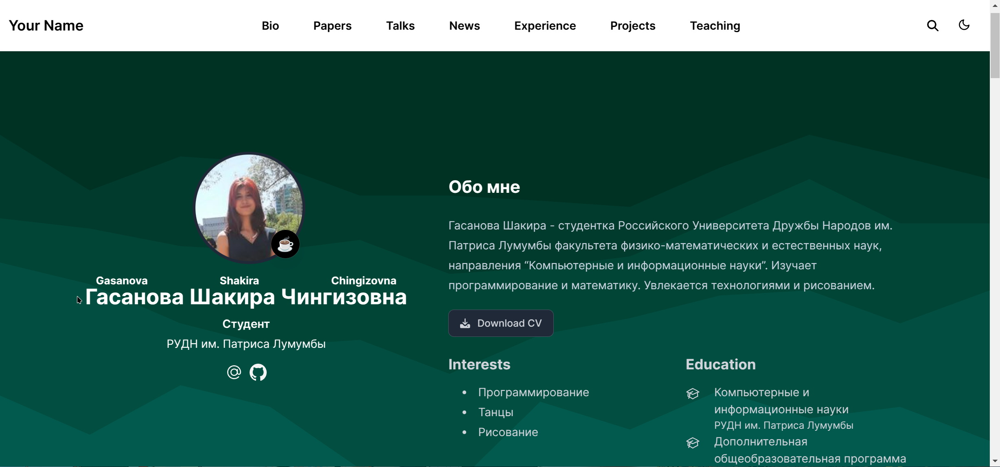 Your Name
Bio Papers Talks News Experience Projects Teaching
Gasanova Shakira Chingizovna
Гасанова Шакира Чингизовна
Студент
РУДН им. Патриса Лумумбы
Обо мне
Гасанова Шакира - студентка Российского Университета Дружбы Народов им.
Патриса Лумумбы факультета физико-математических и естественных наук,
направления “Компьютерные и информационные науки”. Изучает
программирование и математику. Увлекается технологиями и рисованием.
Download CV
Interests
Программирование
Танцы
Рисование
Education
Компьютерные и
информационные науки
РУДН им. Патриса Лумумбы
Дополнительная
общеобразовательная программа